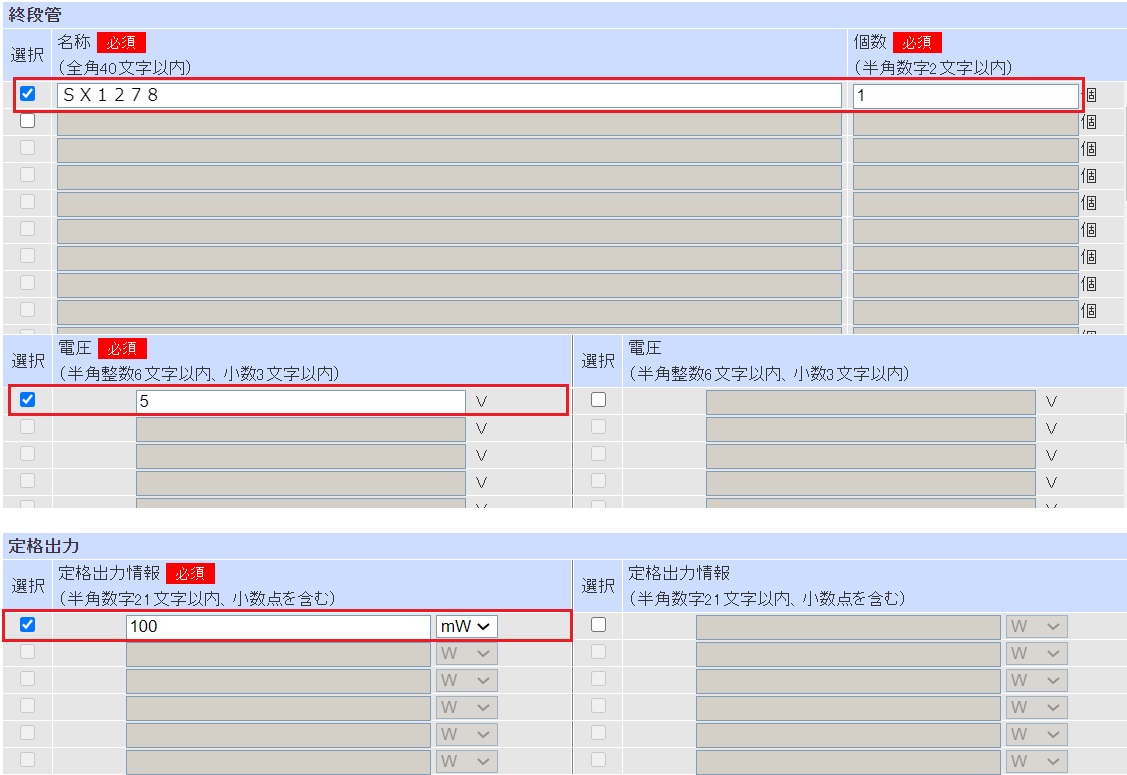 終段管
選択 名称 必須 (全角40文字以内) 個数 必須 (半角数字2文字以内)
ＳＸ１２７８ 1 個
個
個
個
個
個
個
個
個
選択 電圧 必須 (半角整数6文字以内、小数3文字以内) 選択 電圧 (半角整数6文字以内、小数3文字以内)
5 V V
V V
V V
V V
定格出力
選択 定格出力情報 必須 (半角数字21文字以内、小数点を含む) 選択 定格出力情報 (半角数字21文字以内、小数点を含む)
100 mW W
W W
W W
W W
W W
W W